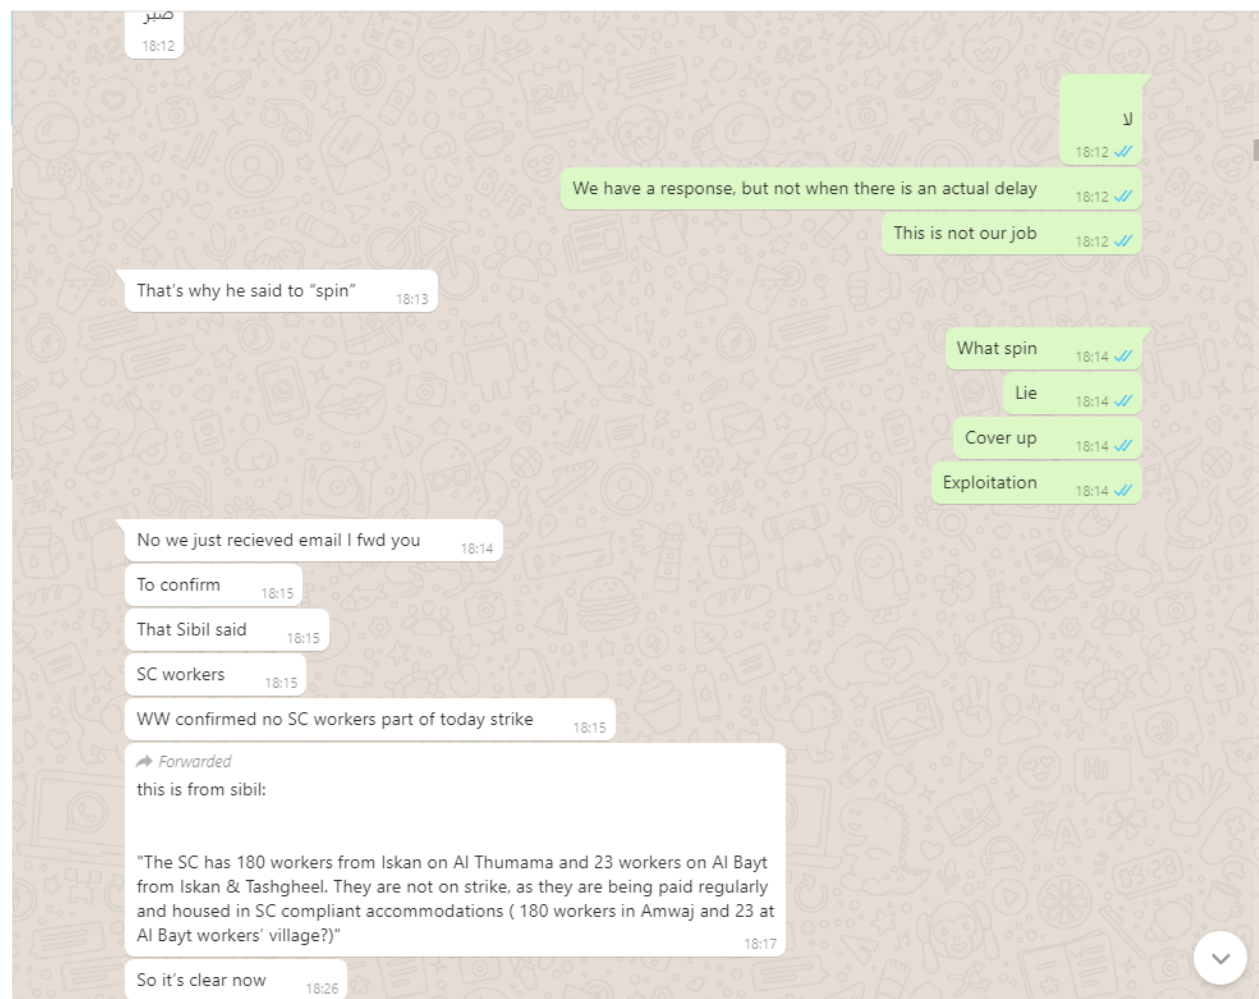 صبر
18:12
لا
18:12
We have a response, but not when there is an actual delay
18:12
This is not our job
18:12
That’s why he said to “spin”
18:13
What spin
18:14
Lie
18:14
Cover up
18:14
Exploitation
18:14
No we just recieved email I fwd you
18:14
To confirm
18:15
That Sibil said
18:15
SC workers
18:15
WW confirmed no SC workers part of today strike
18:15
Forwarded
this is from sibil:
"The SC has 180 workers from Iskan on Al Thumama and 23 workers on Al Bayt
from Iskan & Tashgheel. They are not on strike, as they are being paid regularly
and housed in SC compliant accommodations ( 180 workers in Amwaj and 23 at
Al Bayt workers’ village?)"
18:17
So it’s clear now
18:26